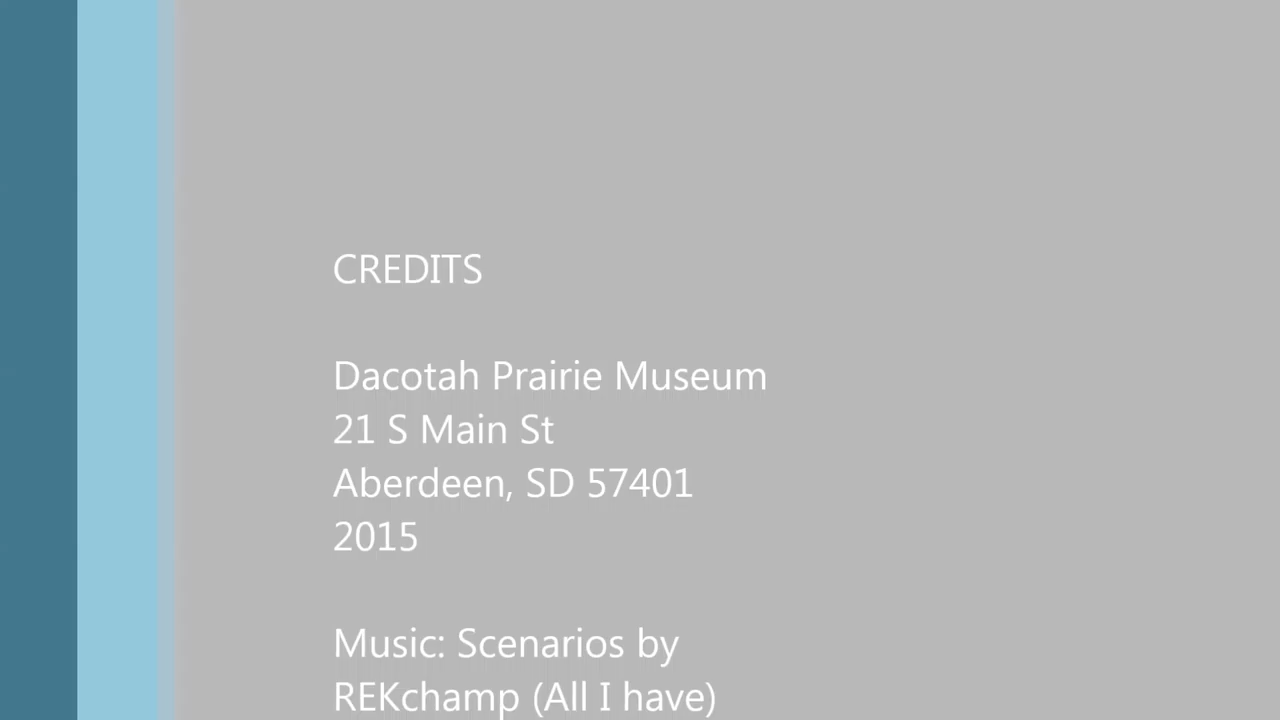 CREDITS
Dacotah Prairie Museum
21 S Main St
Aberdeen, SD 57401
2015
Music: Scenarios by
REKchamp (All I have)